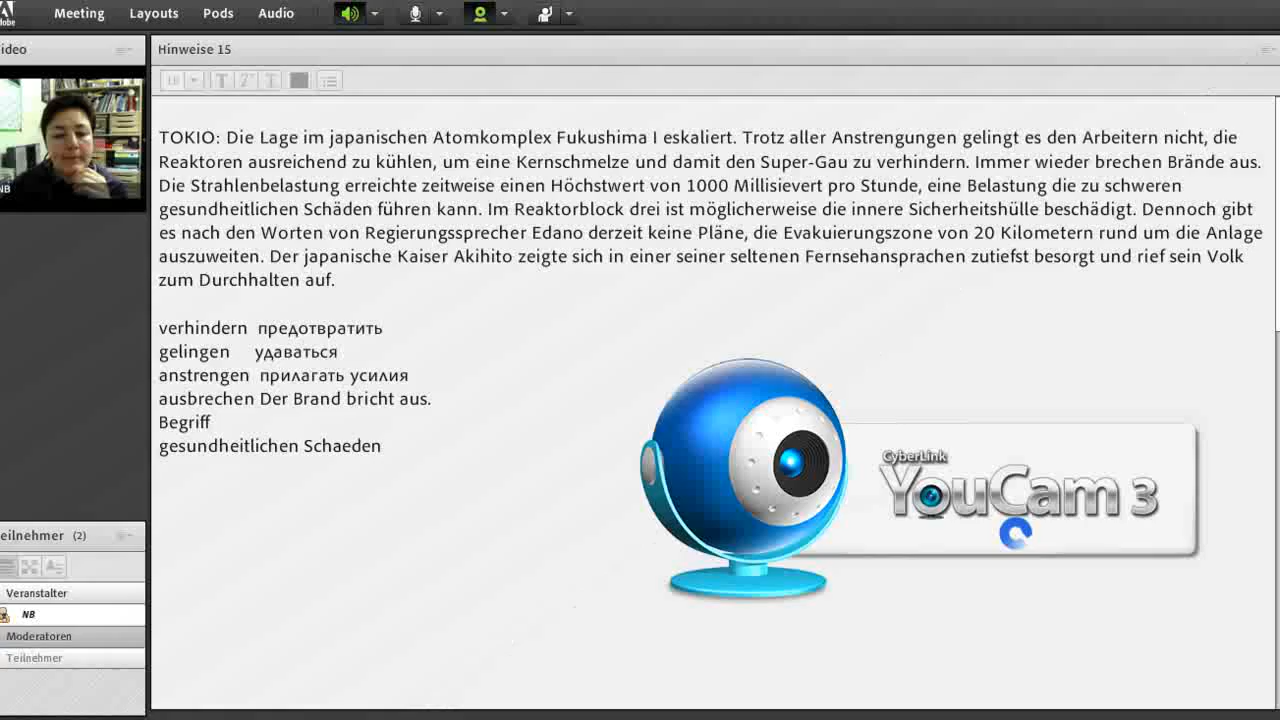 Adobe
Meeting Layouts Pods Audio
ideo
NB
Hinweise 15
TOKIO: Die Lage im japanischen Atomkomplex Fukushima I eskaliert. Trotz aller Anstrengungen gelingt es den Arbeitern nicht, die
Reaktoren ausreichend zu kühlen, um eine Kernschmelze und damit den Super-Gau zu verhindern. Immer wieder brechen Brände aus.
Die Strahlenbelastung erreichte zeitweise einen Höchstwert von 1000 Millisievert pro Stunde, eine Belastung die zu schweren
gesundheitlichen Schäden führen kann. Im Reaktorblock drei ist möglicherweise die innere Sicherheitshülle beschädigt. Dennoch gibt
es nach den Worten von Regierungssprecher Edano derzeit keine Pläne, die Evakuierungszone von 20 Kilometern rund um die Anlage
auszuweiten. Der japanische Kaiser Akihito zeigte sich in einer seiner seltenen Fernsehansprachen zutiefst besorgt und rief sein Volk
zum Durchhalten auf.
verhindern предотвратить
gelingen удаваться
anstrengen прилагать усилия
ausbrechen Der Brand bricht aus.
Begriff
gesundheitlichen Schaeden
CyberLink
YouCam 3
eilnehmer (2)
Veranstalter
NB
Moderatoren
Teilnehmer